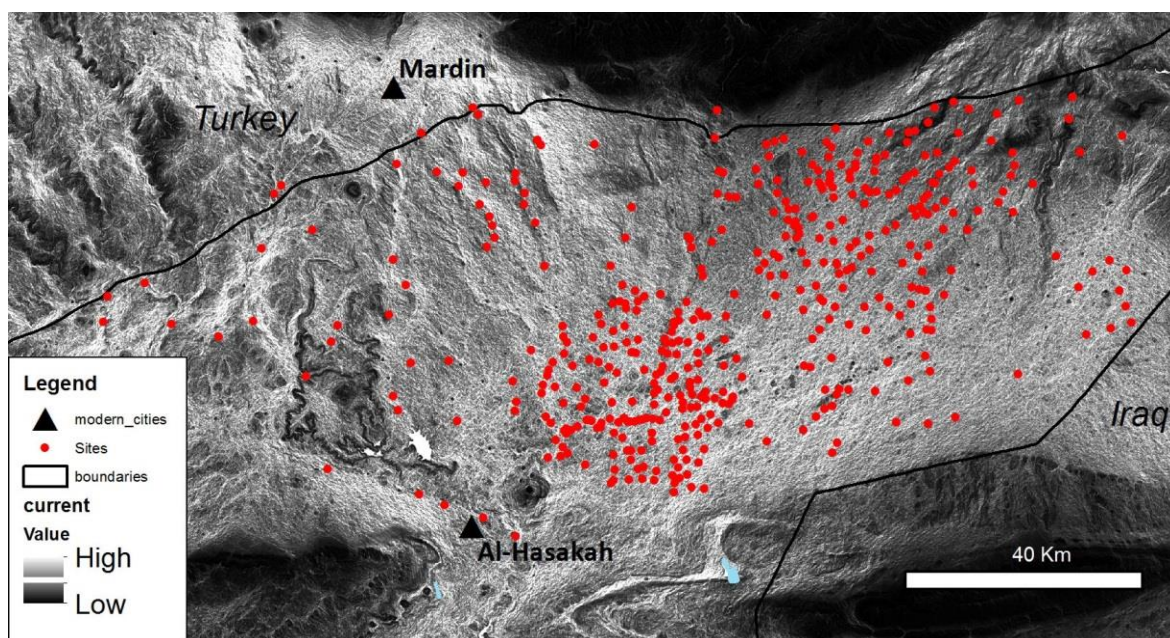 Mardin
Turkey
Legend
modern_cities
Sites
boundaries
current
Value
High
Low
Al-Hasakah
Iraq
40 Km